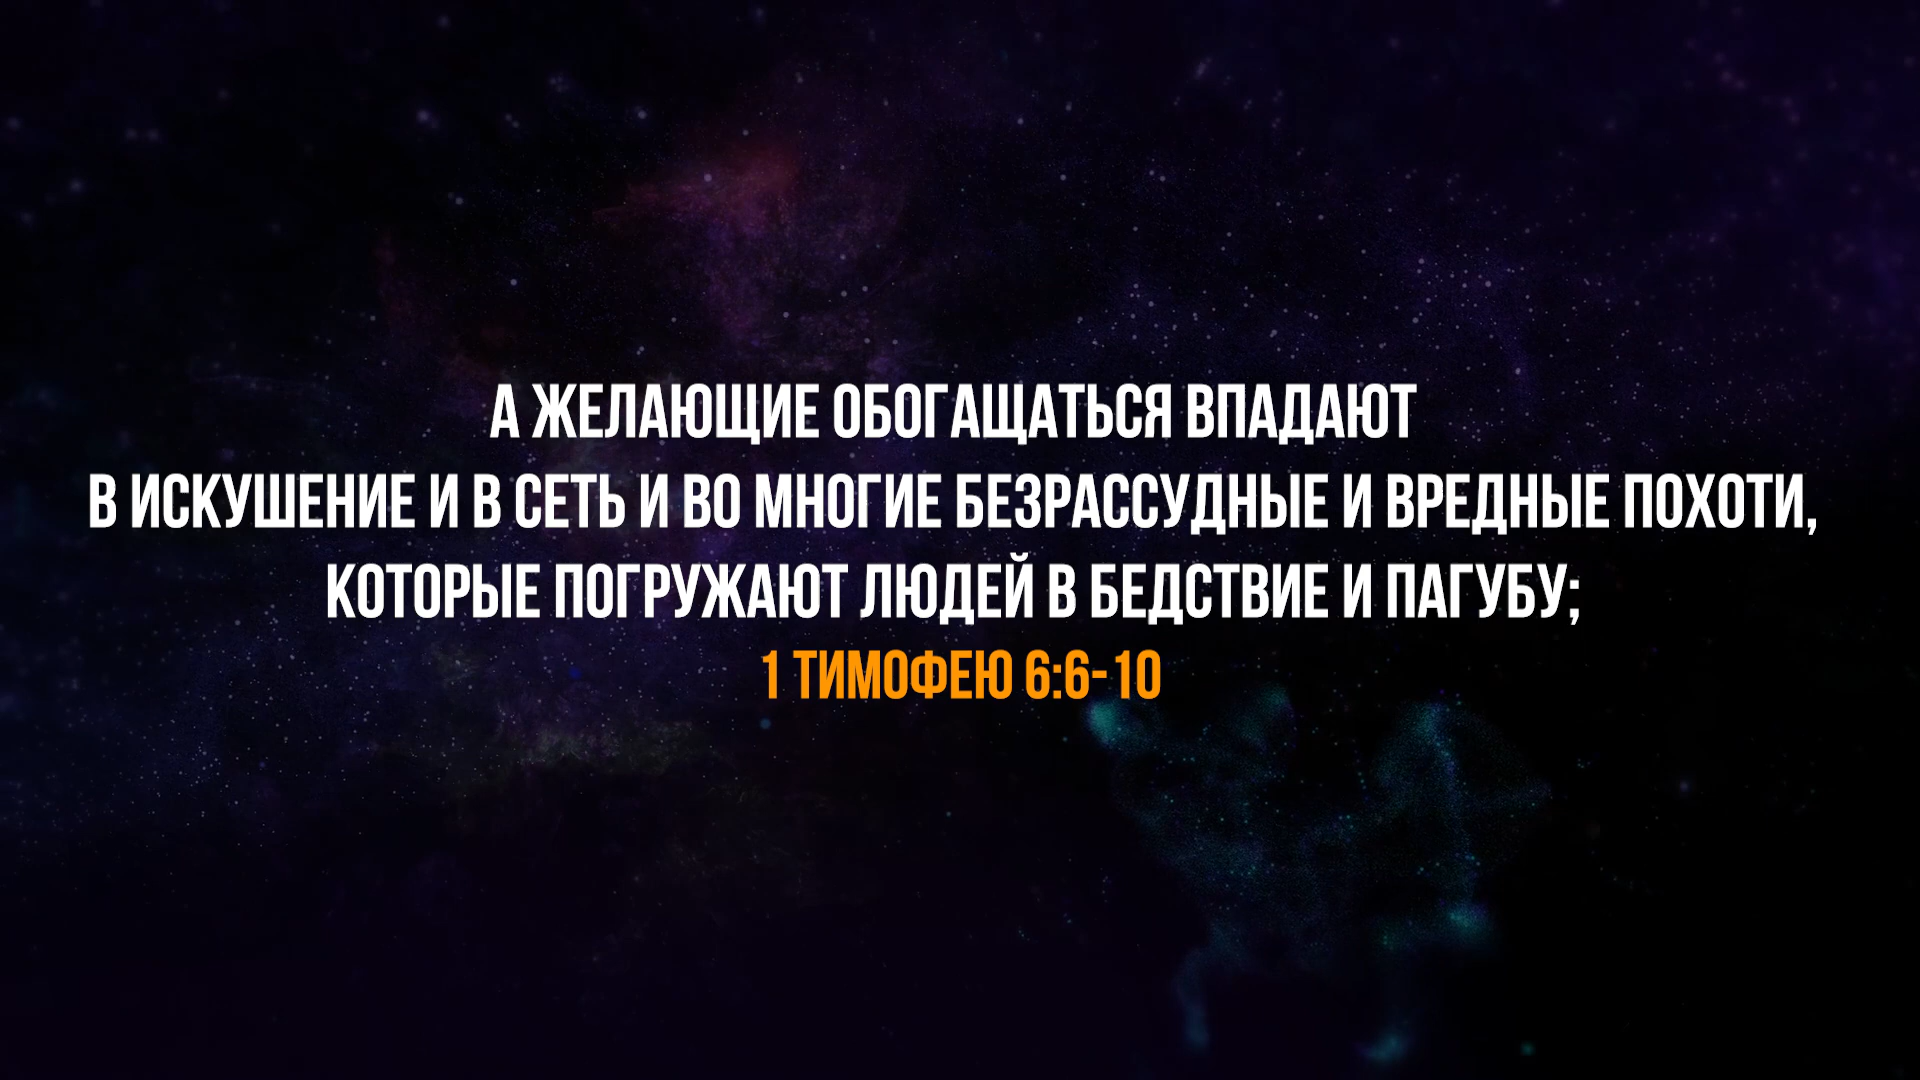 А ЖЕЛАЮЩИЕ ОБОГАЩАТЬСЯ ВПАДАЮТ
В ИСКУШЕНИЕ И В СЕТЬ И ВО МНОГИЕ БЕЗРАССУДНЫЕ И ВРЕДНЫЕ ПОХОТИ,
КОТОРЫЕ ПОГРУЖАЮТ ЛЮДЕЙ В БЕДСТВИЕ И ПАГУБУ;
1 ТИМОФЕЮ 6:6-10